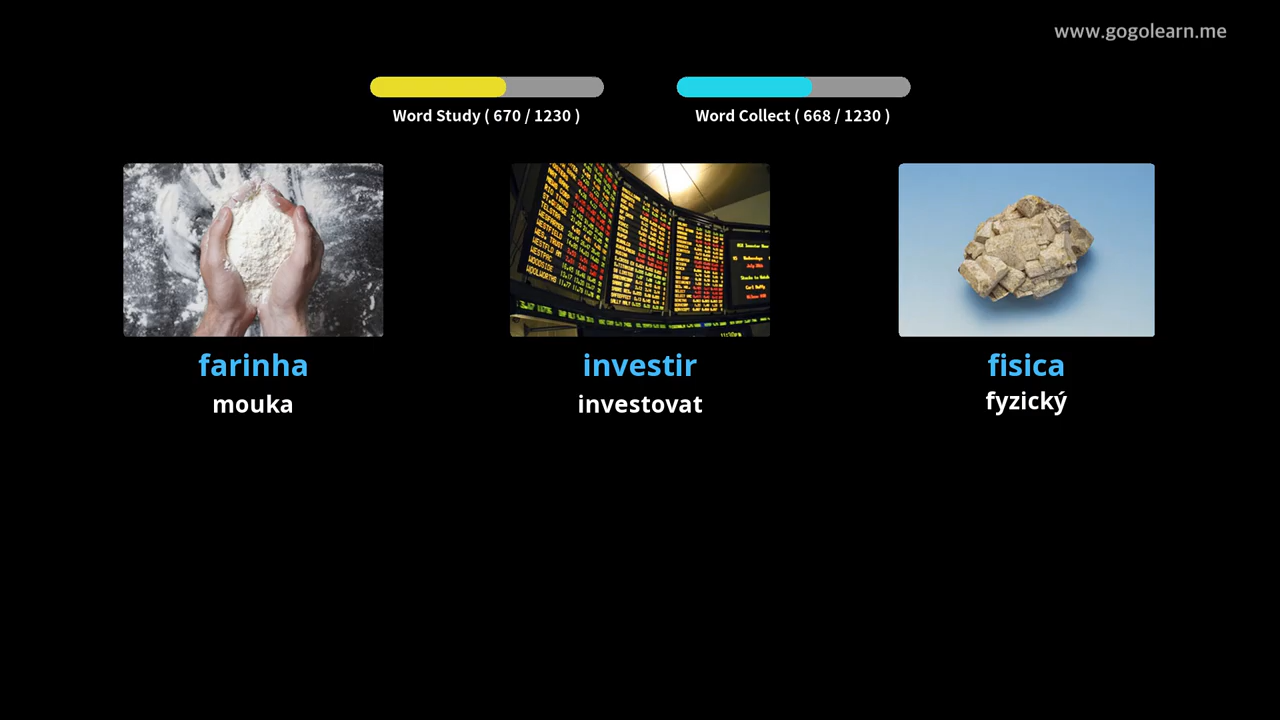 www.gogolearn.me
Word Study ( 670 / 1230 )
Word Collect ( 668 / 1230 )
farinha
investir
fisica
mouka
investovat
fyzický